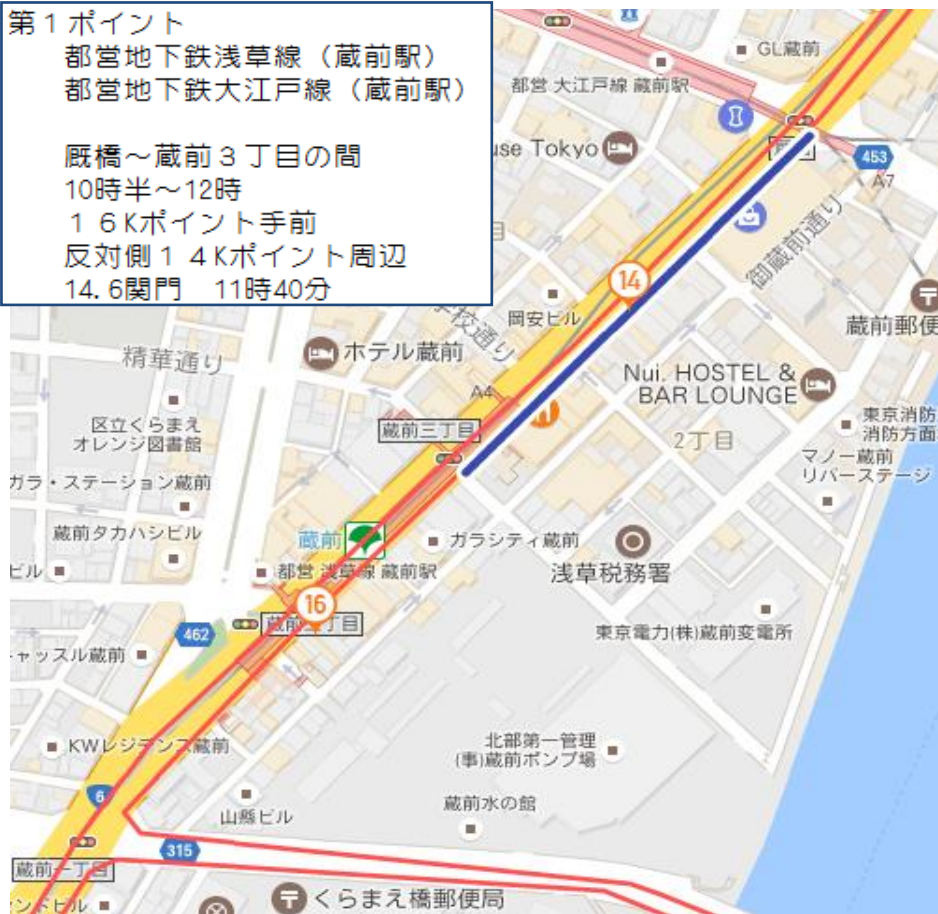 第１ポイント
都営地下鉄浅草線（蔵前駅）
都営地下鉄大江戸線（蔵前駅）
厩橋～蔵前３丁目の間
10時半～12時
１６Kポイント手前
反対側１４Kポイント周辺
14.6関門　11時40分
GL蔵前
都営 大江戸線 蔵前駅
use Tokyo
453
A7
御蔵前通り
14
岡安ビル
学校通り
蔵前郵便
精華通り
ホテル蔵前
Nui. HOSTEL &
BAR LOUNGE
A4
区立くらまえ
オレンジ図書館
蔵前三丁目
2丁目
東京消防
消防方面
マノー蔵前
リバーステージ
ガラ・ステーション蔵前
蔵前タカハシビル
蔵前
ガラシティ蔵前
ビル
都営 浅草線 蔵前駅
浅草税務署
16
462
蔵前二丁目
東京電力(株)蔵前変電所
ャッスル蔵前
KWレジデンス蔵前
北部第一管理
(事)蔵前ポンプ場
6
山縣ビル
蔵前水の館
315
蔵前一丁目
ンドビル
くらまえ橋郵便局